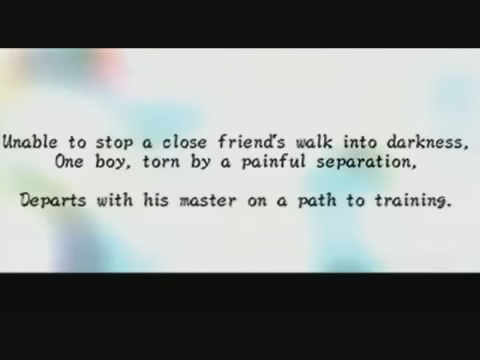 Unable to stop a close friend's walk into darkness,
One boy, torn by a painful separation,
Departs with his master on a path to training.